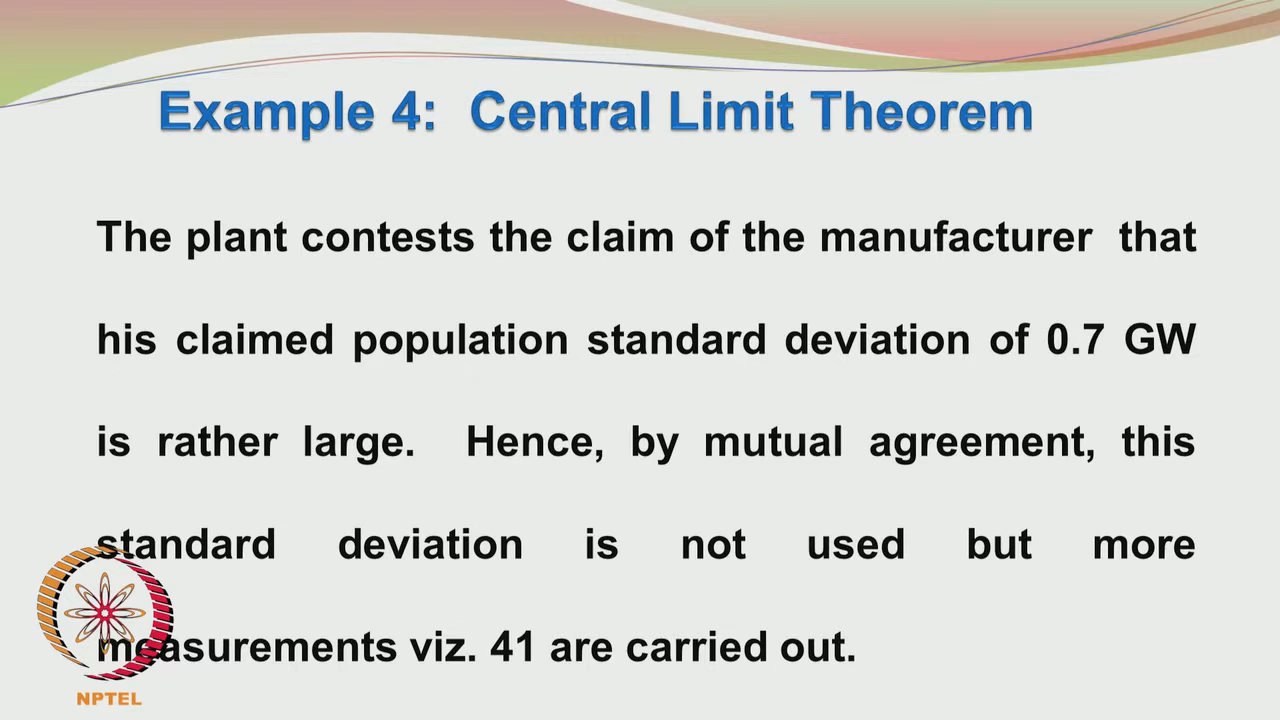 Example 4: Central Limit Theorem
The plant contests the claim of the manufacturer that
his claimed population standard deviation of 0.7 GW
is rather large. Hence, by mutual agreement, this
standard deviation is not used but more
measurements viz. 41 are carried out.
NPTEL